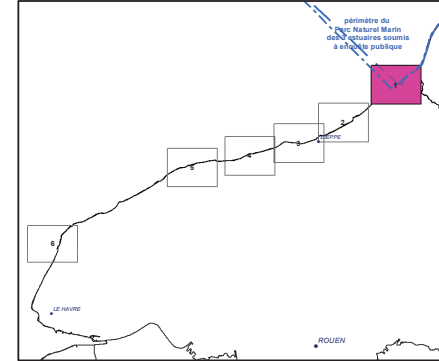 périmètre du
Parc Naturel Marin
des 3 estuaires soumis
à enquête publique
1
2
DIEPPE
3
4
5
6
LE HAVRE
ROUEN